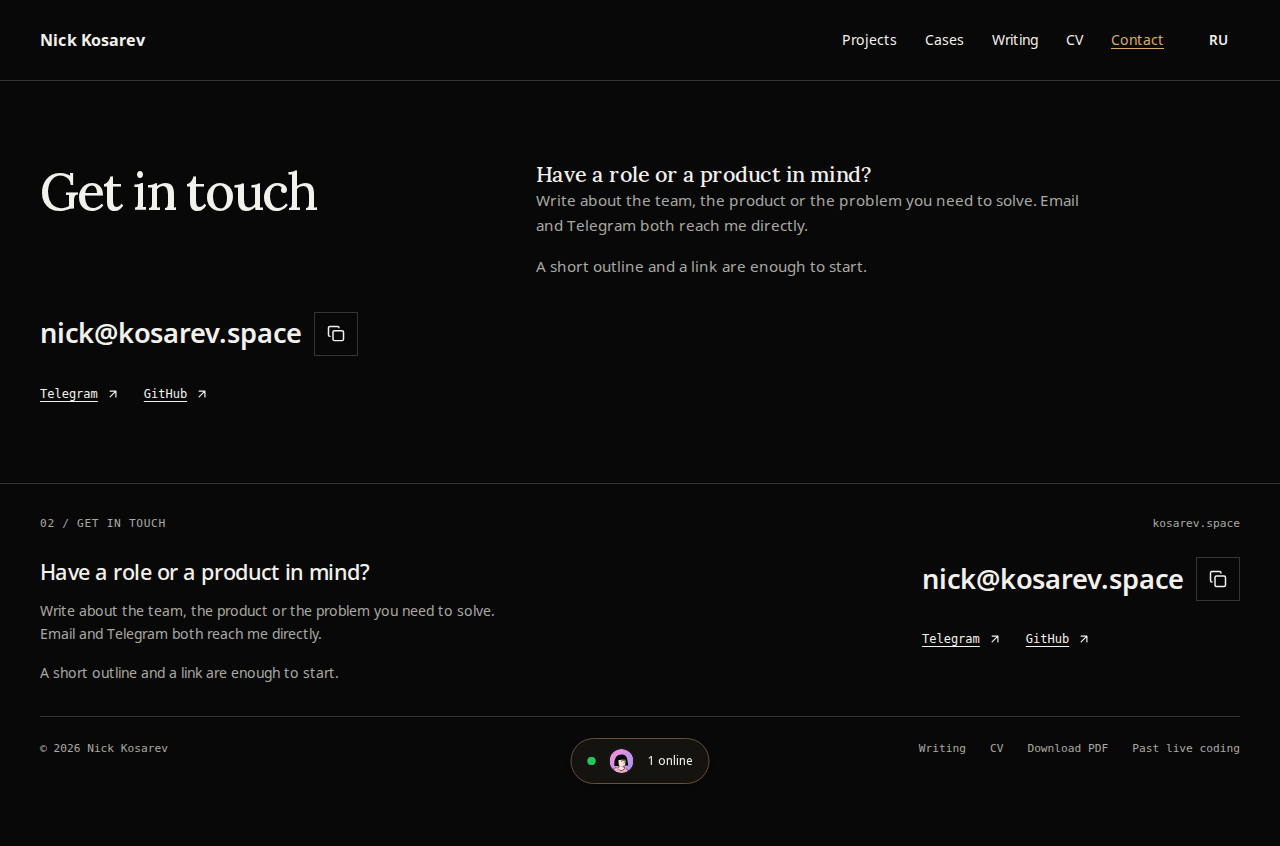 Nick Kosarev
Projects Cases Writing CV Contact RU
Get in touch
Have a role or a product in mind?
Write about the team, the product or the problem you need to solve. Email
and Telegram both reach me directly.
A short outline and a link are enough to start.
nick@kosarev.space
Telegram GitHub
02 / GET IN TOUCH
kosarev.space
Have a role or a product in mind?
Write about the team, the product or the problem you need to solve.
Email and Telegram both reach me directly.
A short outline and a link are enough to start.
nick@kosarev.space
Telegram GitHub
© 2026 Nick Kosarev
1 online
Writing CV Download PDF Past live coding